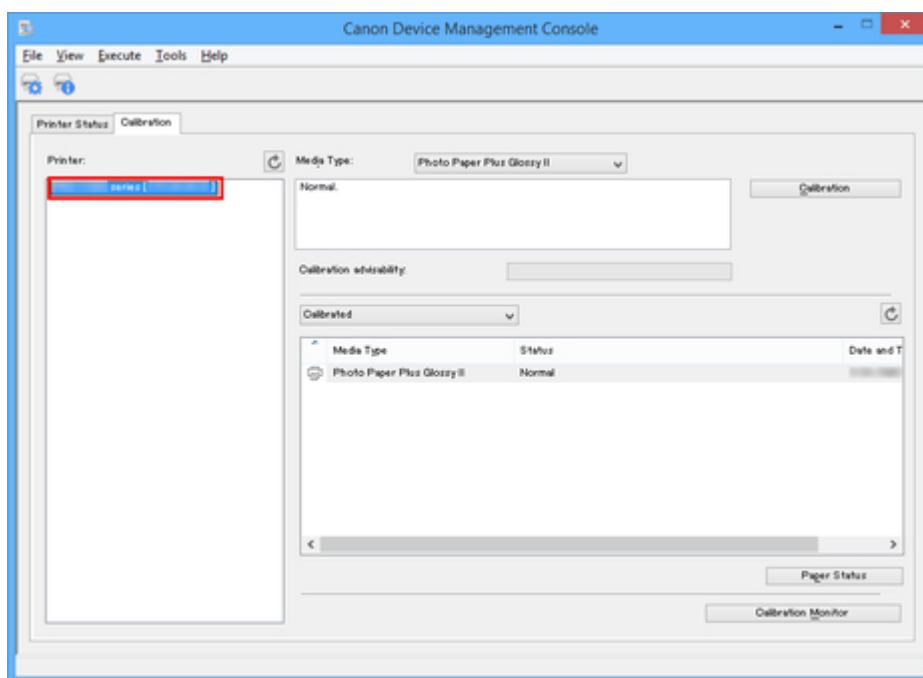 Canon Device Management Console
File View Execute Tools Help
Printer Status Calibration
Printer: Media Type: Photo Paper Plus Glossy II
series [ ] Normal. Calibration
Calibration advisability:
Calibrated
Media Type Status Date and T
Photo Paper Plus Glossy II Normal
Paper Status
Calibration Monitor